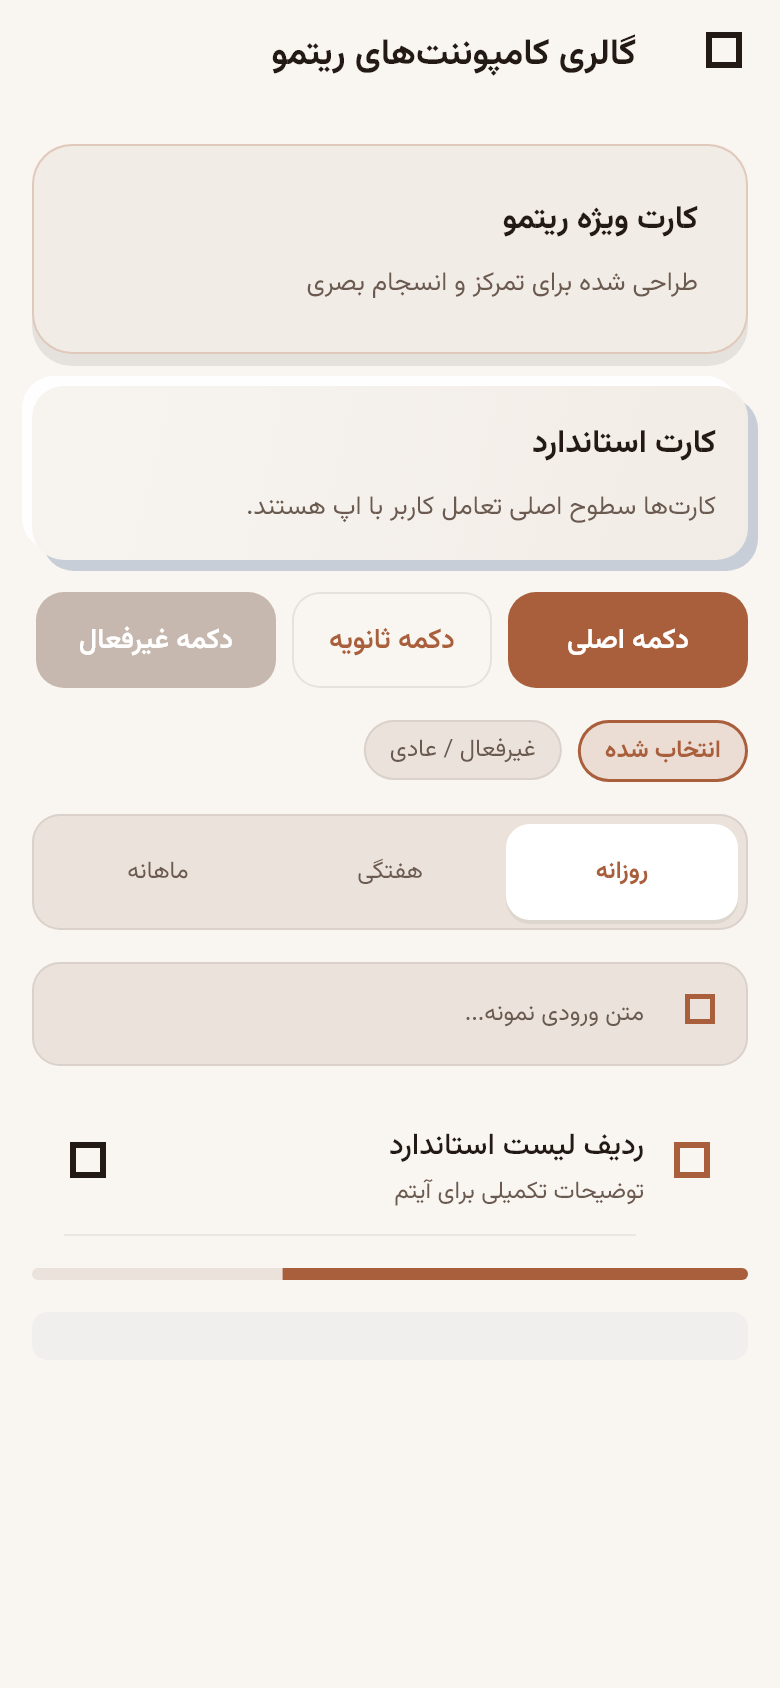 گالری کامپوننت‌های ریتمو
کارت ویژه ریتمو
طراحی شده برای تمرکز و انسجام بصری
کارت استاندارد
کارت‌ها سطوح اصلی تعامل کاربر با اپ هستند.
دکمه اصلی
دکمه ثانویه
دکمه غیرفعال
انتخاب شده
غیرفعال / عادی
روزانه
هفتگی
ماهانه
متن ورودی نمونه...
ردیف لیست استاندارد
توضیحات تکمیلی برای آیتم